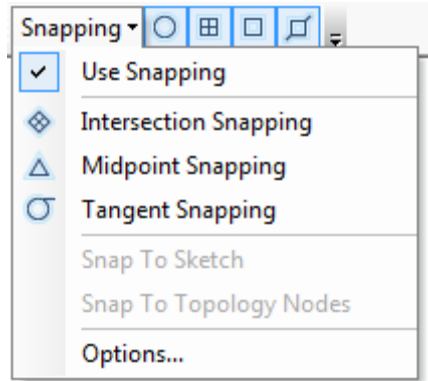 Snapping
Use Snapping
Intersection Snapping
Midpoint Snapping
Tangent Snapping
Snap To Sketch
Snap To Topology Nodes
Options...